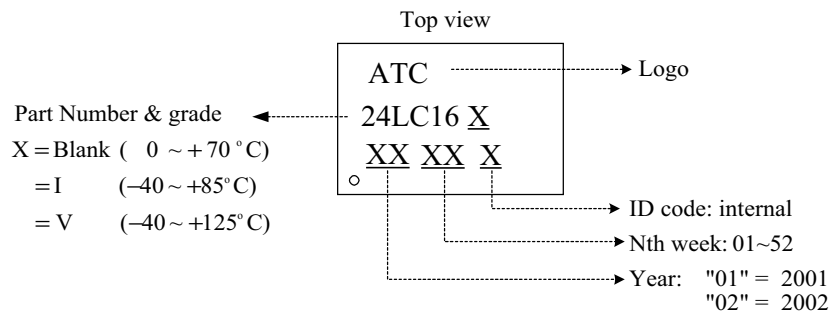 Top view
ATC
Logo
Part Number & grade
24LC16 X
X = Blank ( 0 ~ + 70 °C)
XX XX X
= I (−40 ~ +85°C)
= V (−40 ~ +125°C)
ID code: internal
Nth week: 01~52
Year: "01" = 2001
"02" = 2002